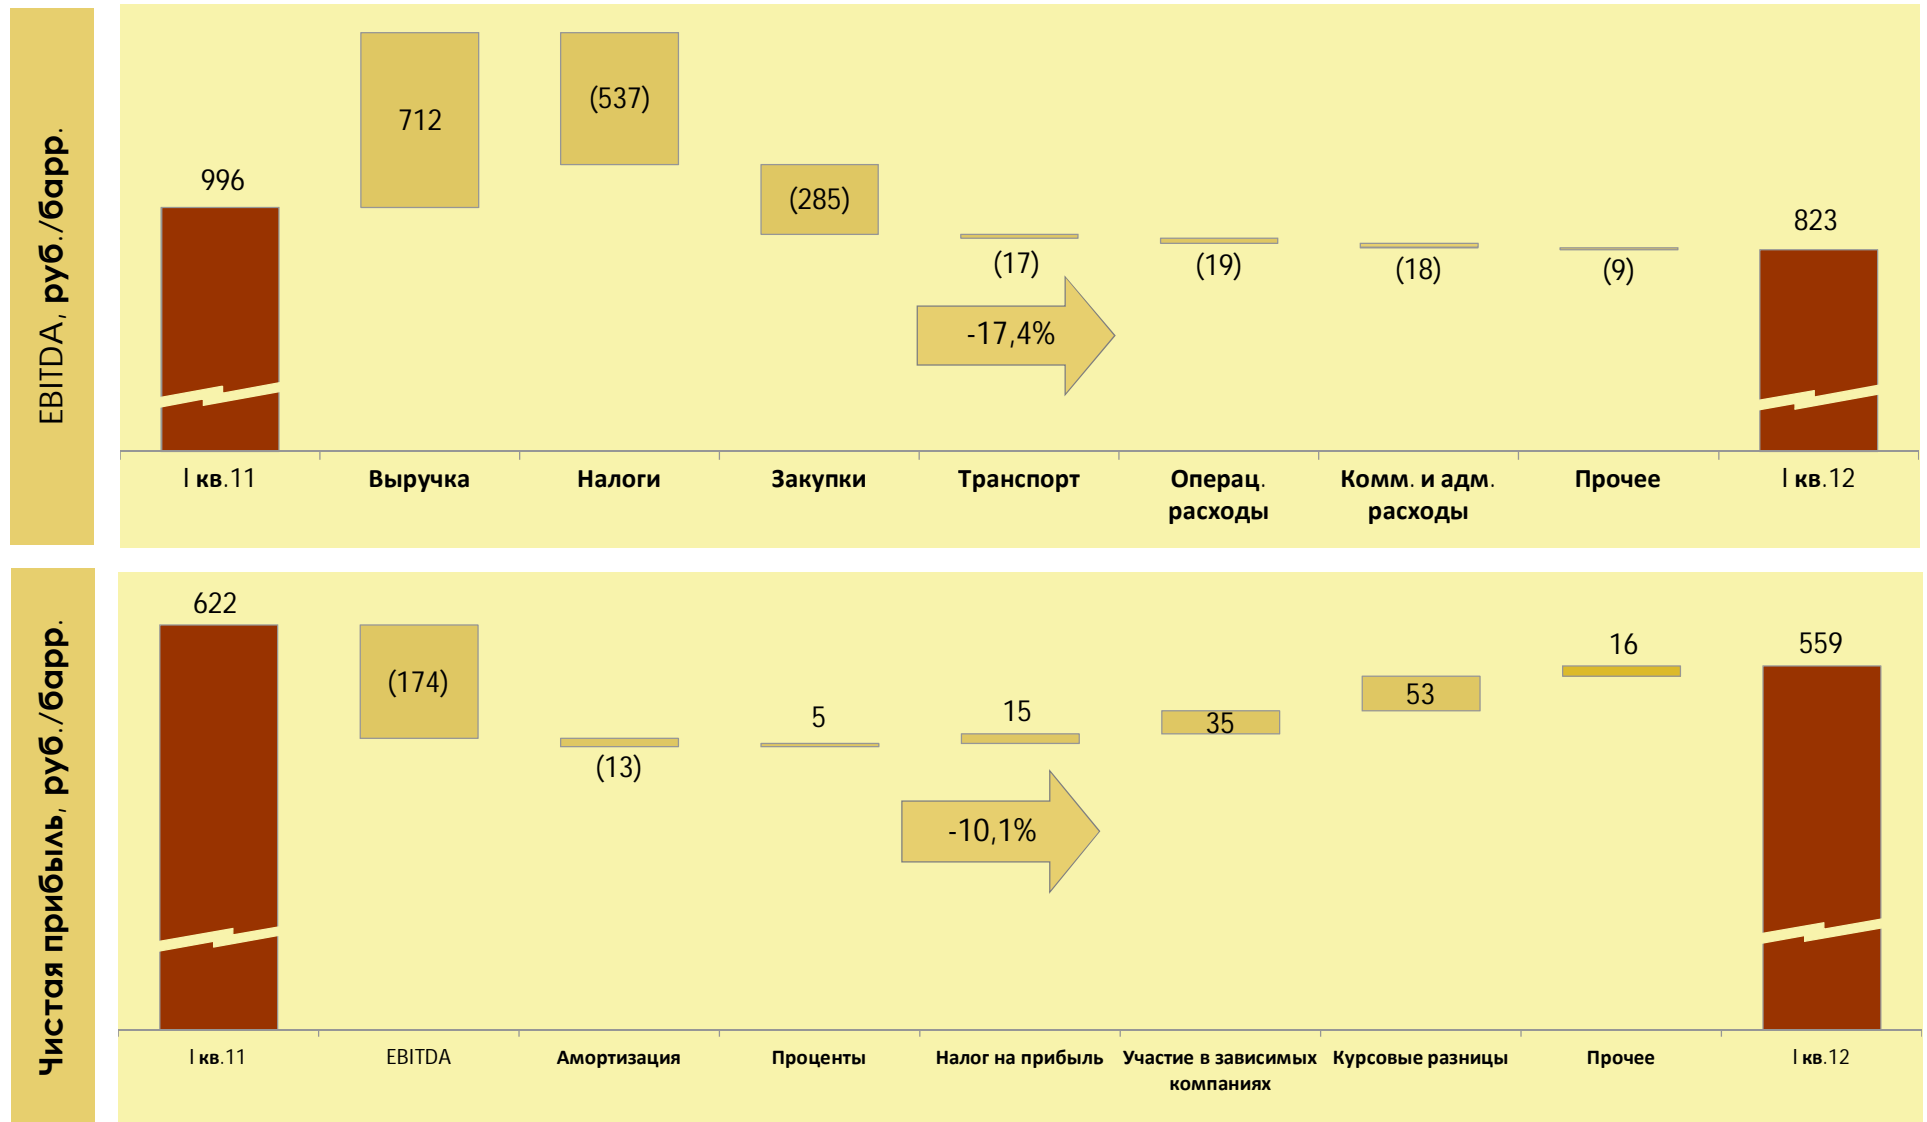 EBITDA, руб./барр.
996
712
(537)
(285)
(17)
(19)
(18)
(9)
823
-17,4%
I кв.11
Выручка
Налоги
Закупки
Транспорт
Операц.
расходы
Комм. и адм.
расходы
Прочее
I кв.12
Чистая прибыль, руб./барр.
622
(174)
(13)
5
15
35
53
16
559
-10,1%
I кв.11
EBITDA
Амортизация
Проценты
Налог на прибыль
Участие в зависимых
компаниях
Курсовые разницы
Прочее
I кв.12